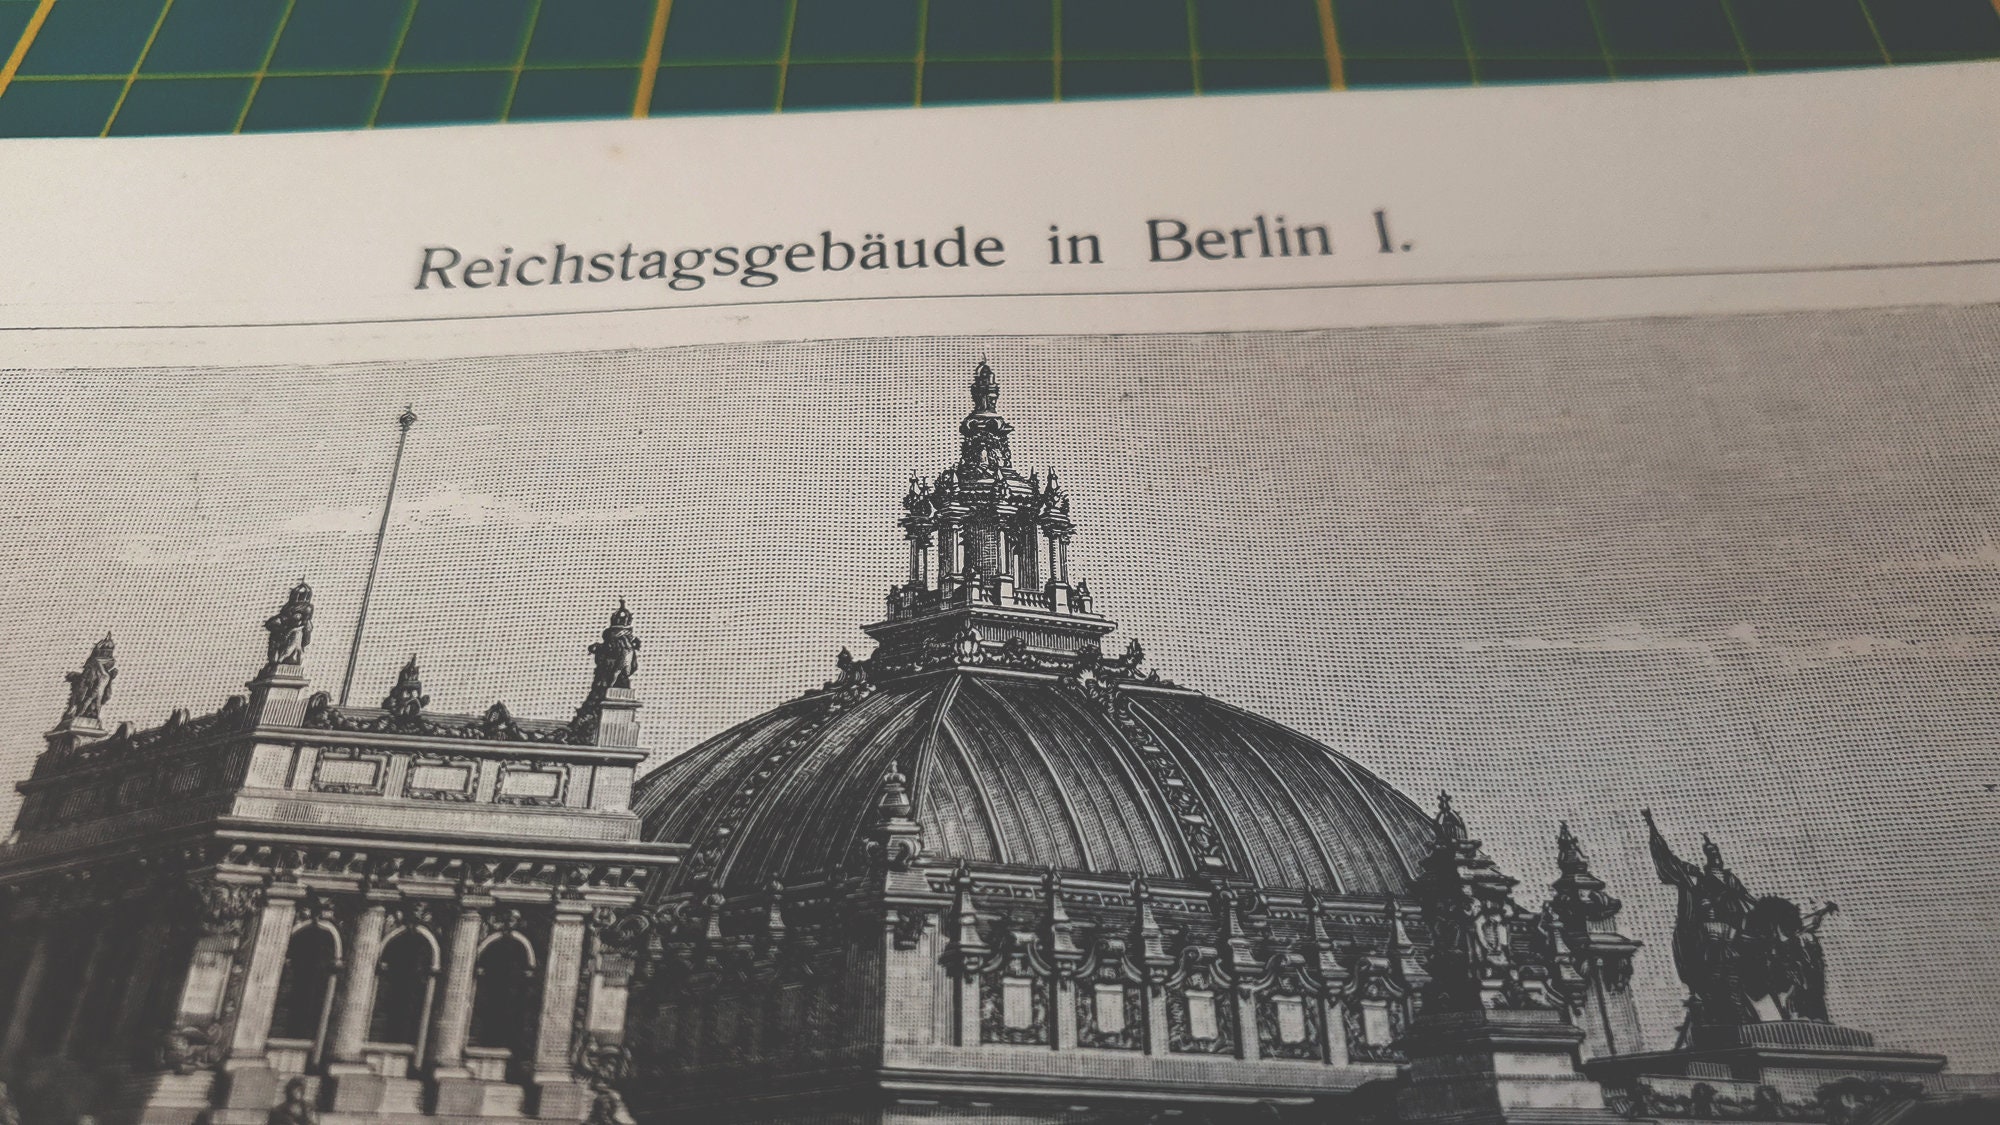 Reichstagsgebäude in Berlin I.